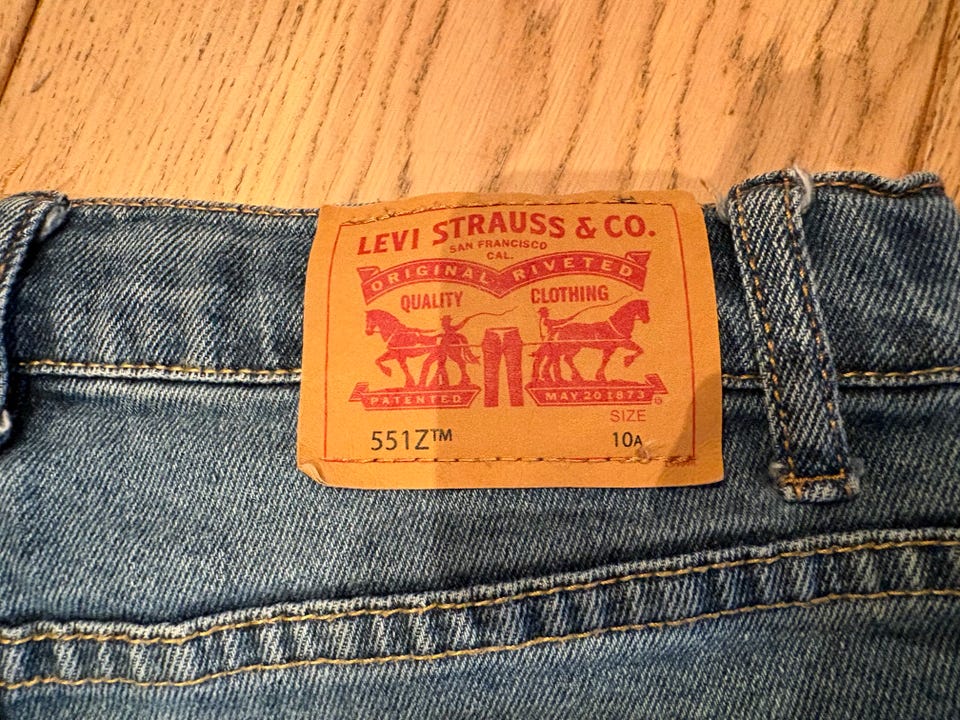 LEVI STRAUSS & CO.
SAN FRANCISCO
CAL.
ORIGINAL RIVETED
QUALITY CLOTHING
PATENTED MAY 20 1873 ®
SIZE
551Z™ 10A